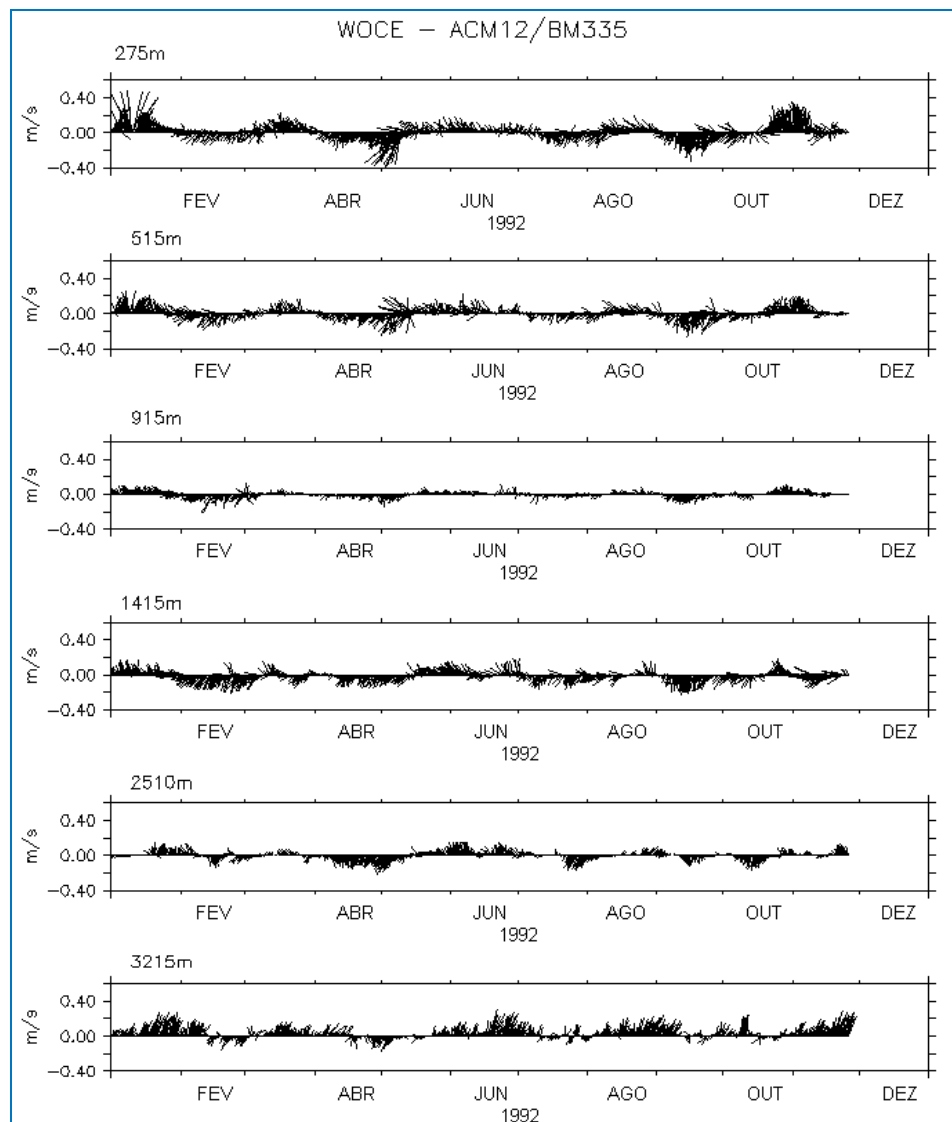 WOCE - ACM12/BM335
275m
0.40
m/s
0.00
-0.40
FEV ABR JUN AGO OUT DEZ
1992
515m
0.40
m/s
0.00
-0.40
FEV ABR JUN AGO OUT DEZ
1992
915m
0.40
m/s
0.00
-0.40
FEV ABR JUN AGO OUT DEZ
1992
1415m
0.40
m/s
0.00
-0.40
FEV ABR JUN AGO OUT DEZ
1992
2510m
0.40
m/s
0.00
-0.40
FEV ABR JUN AGO OUT DEZ
1992
3215m
0.40
m/s
0.00
-0.40
FEV ABR JUN AGO OUT DEZ
1992